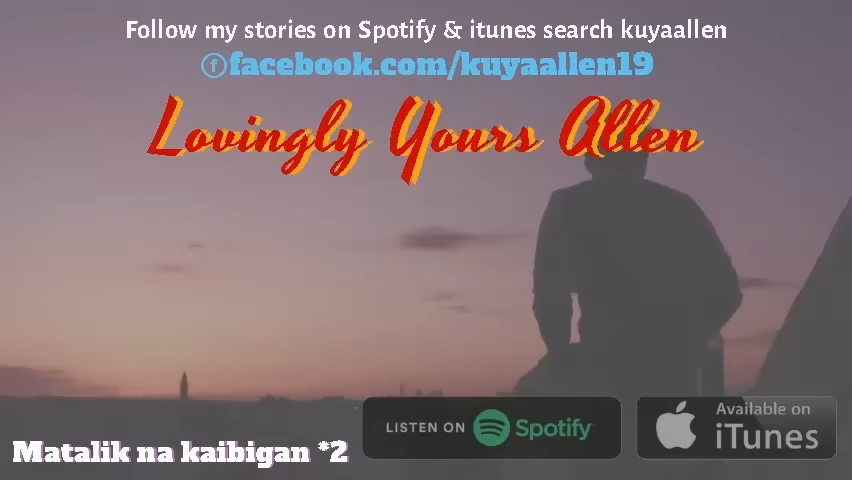 Follow my stories on Spotify & itunes search kuyaallen
facebook.com/kuyaallen19
Lovingly Yours Allen
LISTEN ON Spotify
Available on
iTunes
Matalik na kaibigan *2